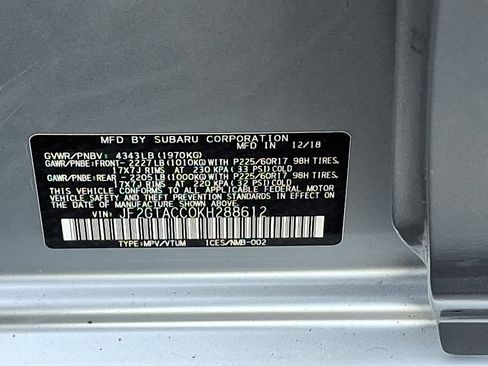 MFD BY SUBARU CORPORATION
MFD IN 12/18
GVWR/PNBV: 4343LB(1970KG)
GAWR/PNBE:FRONT- 2227LB(1010KG)WITH P225/60R17 98H TIRES,
17X7J RIMS AT 230 KPA(33 PSI)COLD
GAWR/PNBE:REAR - 2205LB(1000KG)WITH P225/60R17 98H TIRES,
17X7J RIMS AT 220 KPA(32 PSI)COLD
THIS VEHICLE CONFORMS TO ALL APPLICABLE
FEDERAL MOTOR VEHICLE SAFETY AND THEFT
PREVENTION STANDARDS IN EFFECT ON THE
DATE OF MANUFACTURE SHOWN ABOVE.
VIN: JF2GTACC0KH288612
TYPE:MPV/VTUM ICES/NMB-002